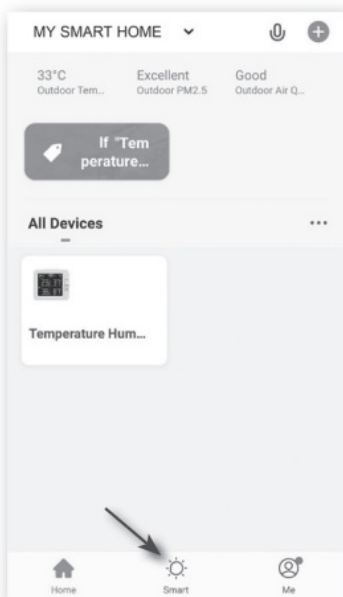 MY SMART HOME
33°C
Excellent
Good
Outdoor Tem...
Outdoor PM2.5
Outdoor Air Q...
If "Tem
perature...
All Devices
Temperature Hum...
Home
Smart
Me